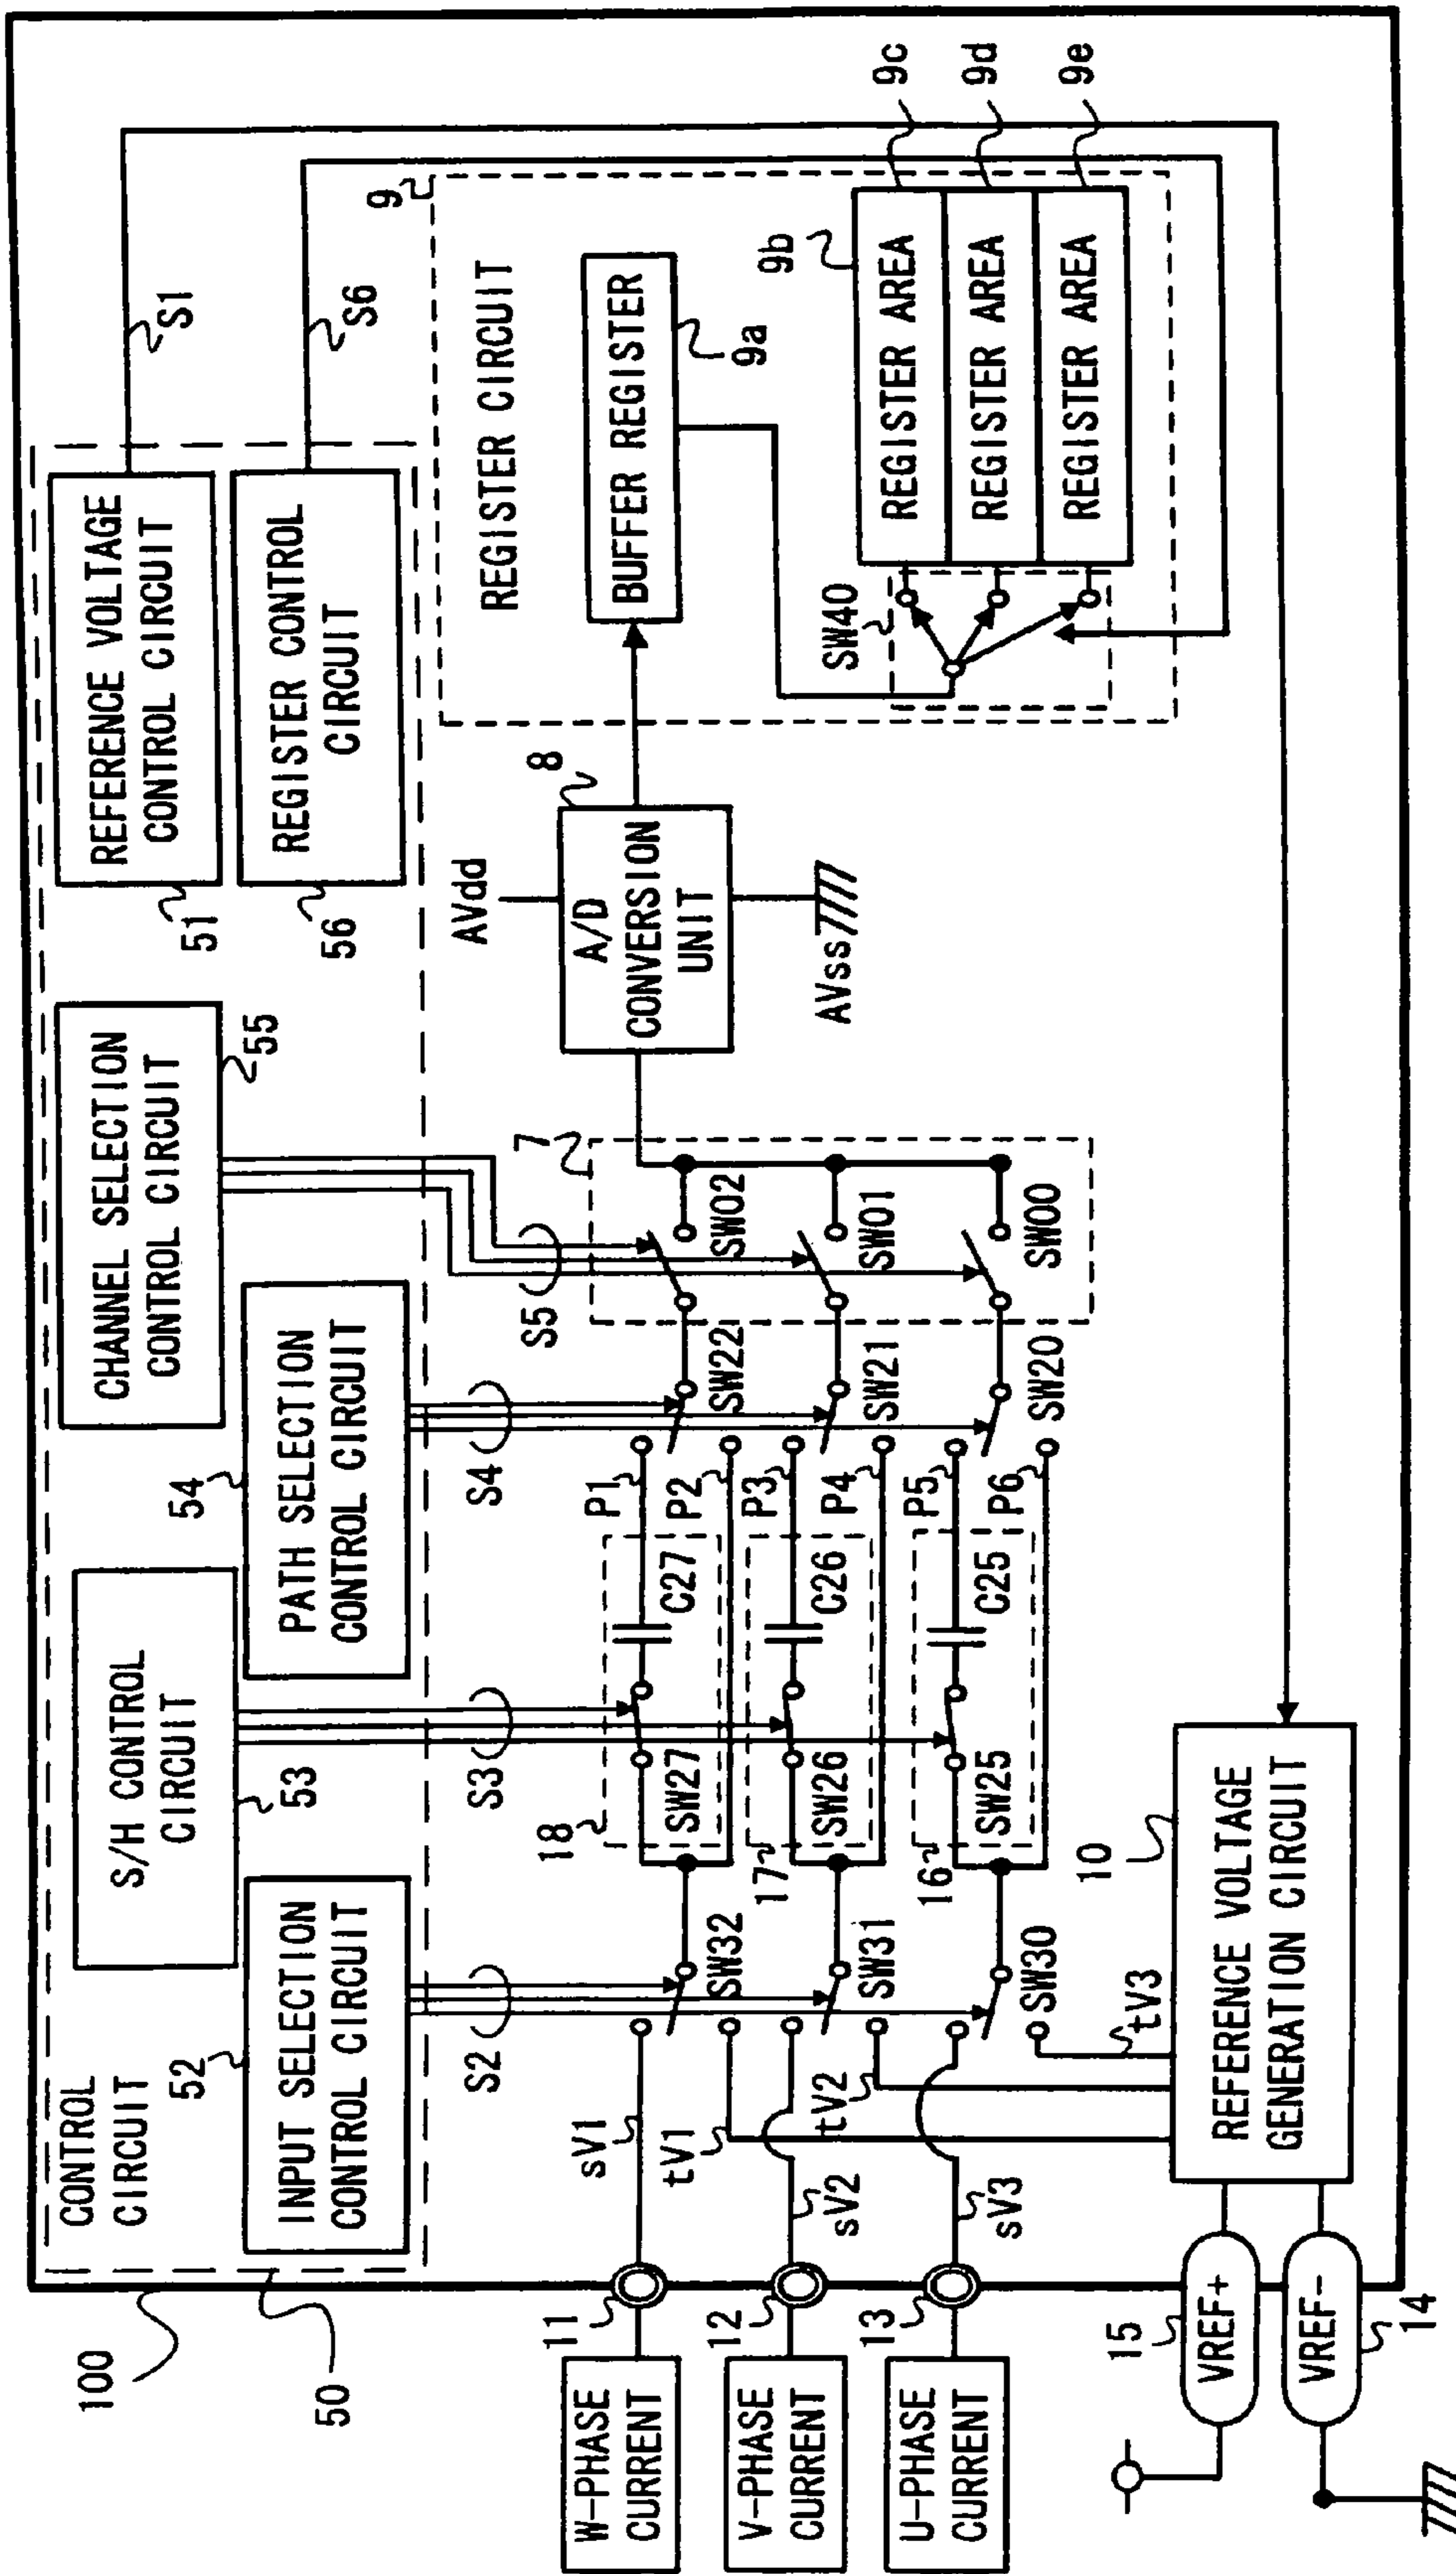 100
50
CONTROL
CIRCUIT
52
INPUT SELECTION
CONTROL CIRCUIT
S/H CONTROL
CIRCUIT
53
54
PATH SELECTION
CONTROL CIRCUIT
CHANNEL SELECTION
CONTROL CIRCUIT
55
51
REFERENCE VOLTAGE
CONTROL CIRCUIT
56
REGISTER CONTROL
CIRCUIT
S1
S6
S2
S3
S4
S5
W-PHASE
CURRENT
11
sV1
tV1
SW32
18
SW27
C27
P1
P2
SW22
7
SW02
V-PHASE
CURRENT
12
sV2
tV2
SW31
17
SW26
C26
P3
P4
SW21
SW01
U-PHASE
CURRENT
13
sV3
tV3
SW30
16
SW25
C25
P5
P6
SW20
SW00
AVdd
8
A/D
CONVERSION
UNIT
AVss
9
REGISTER CIRCUIT
BUFFER REGISTER
9a
SW40
9b
REGISTER AREA
9c
REGISTER AREA
9d
REGISTER AREA
9e
15
VREF+
VREF-
14
10
REFERENCE VOLTAGE
GENERATION CIRCUIT